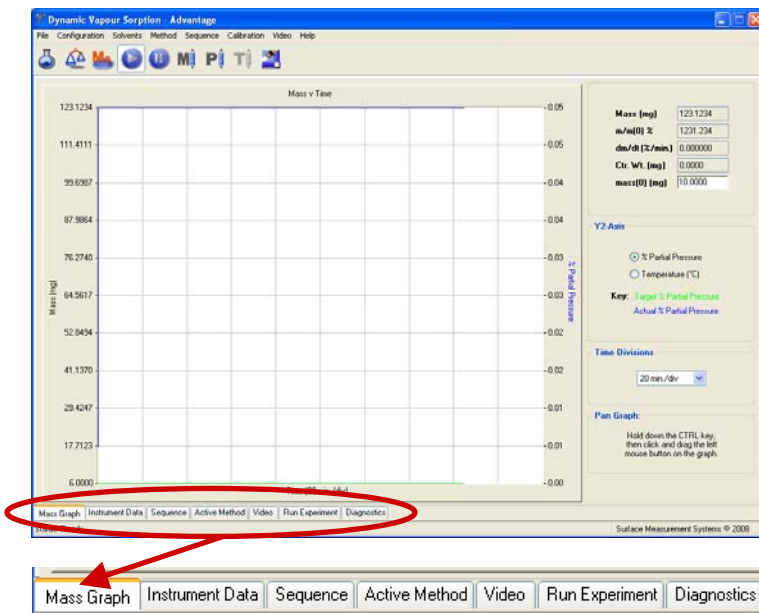 Dynamic Vapour Sorption - Advantage
File Configuration Solvents Method Sequence Calibration Video Help
M P T
Mass v Time
123.1234
111.4111
99.6987
87.9864
76.2740
64.5617
52.8494
41.1370
29.4247
17.7123
6.0000
Mass (mg)
0.05
0.05
0.04
0.04
0.03
0.03
0.02
0.02
0.01
0.01
0.00
% Partial Pressure
Mass (mg) 123.1234
m/m(0) % 1231.234
dm/dt (%/min.) 0.000000
Ctr. Wt. (mg) 0.0000
mass(0) (mg) 10.0000
Y2-Axis
% Partial Pressure
Temperature (°C)
Key: Target % Partial Pressure
Actual % Partial Pressure
Time Divisions
20 min./div
Pan Graph:
Hold down the CTRL key,
then click and drag the left
mouse button on the graph.
Mass Graph Instrument Data Sequence Active Method Video Run Experiment Diagnostics
Surface Measurement Systems © 2008
Mass Graph Instrument Data Sequence Active Method Video Run Experiment Diagnostics